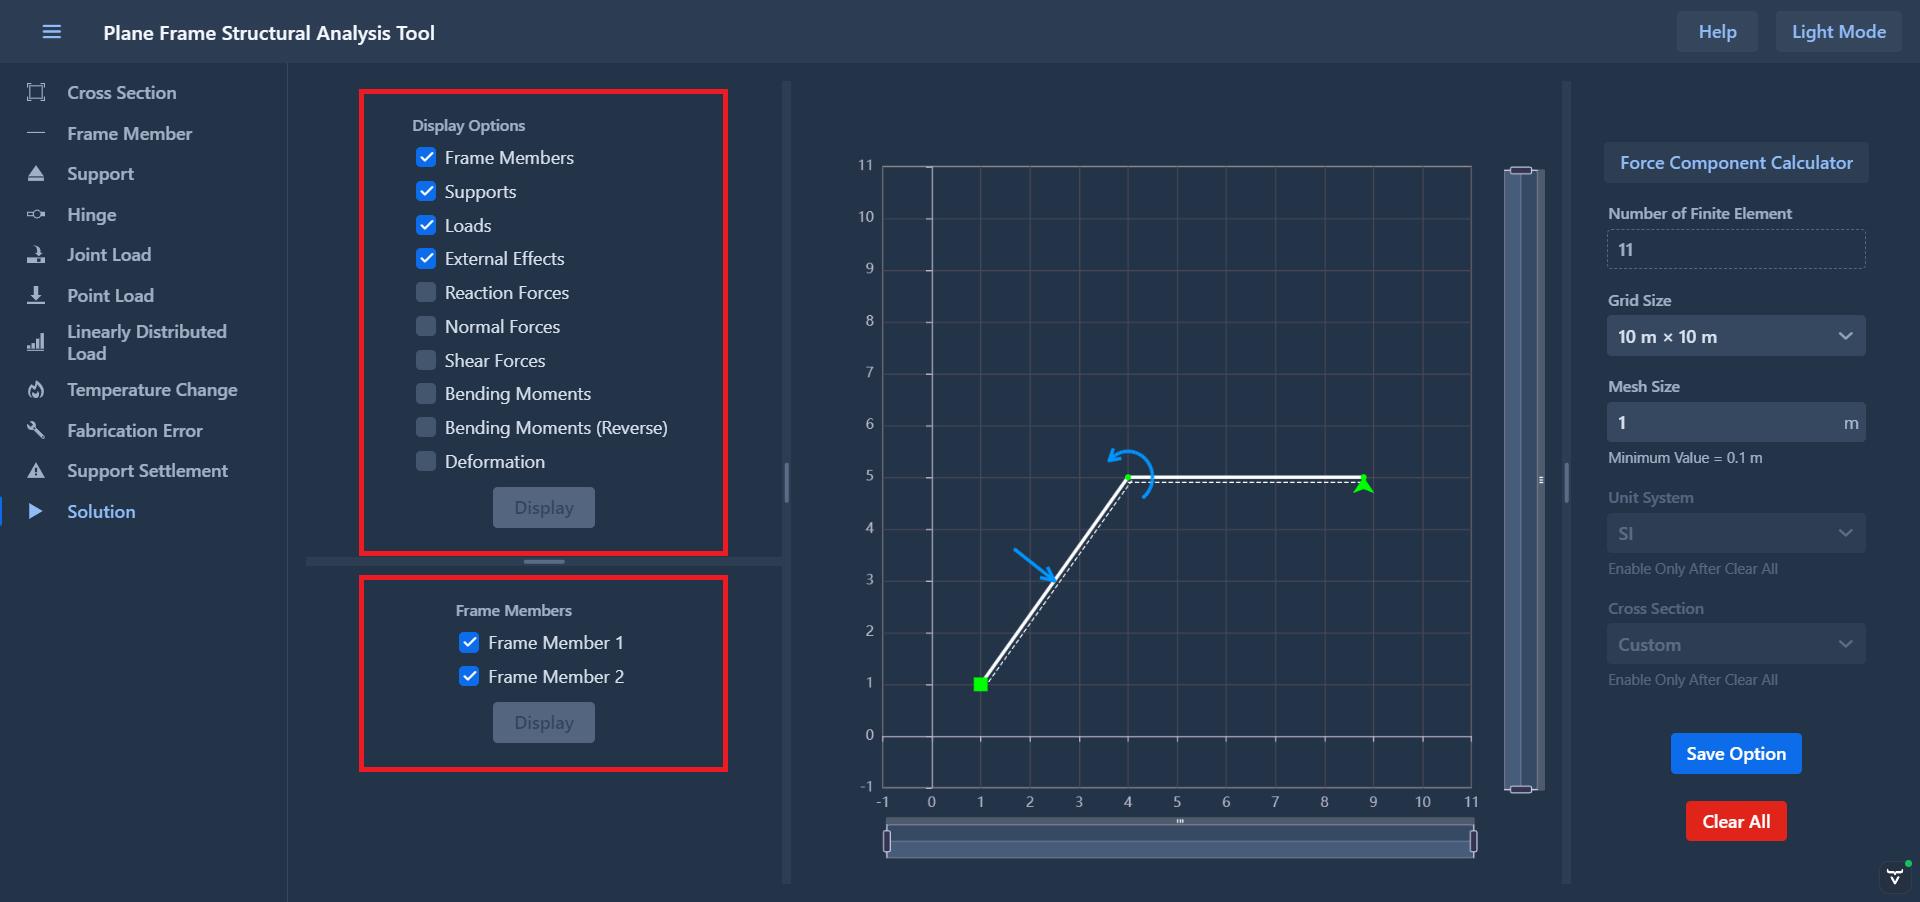 Plane Frame Structural Analysis Tool
Help
Light Mode
Cross Section
Frame Member
Support
Hinge
Joint Load
Point Load
Linearly Distributed
Load
Temperature Change
Fabrication Error
Support Settlement
Solution
Display Options
Frame Members
Supports
Loads
External Effects
Reaction Forces
Normal Forces
Shear Forces
Bending Moments
Bending Moments (Reverse)
Deformation
Display
Frame Members
Frame Member 1
Frame Member 2
Display
11
10
9
8
7
6
5
4
3
2
1
0
-1
-1 0 1 2 3 4 5 6 7 8 9 10 11
Force Component Calculator
Number of Finite Element
11
Grid Size
10 m × 10 m
Mesh Size
1 m
Minimum Value = 0.1 m
Unit System
SI
Enable Only After Clear All
Cross Section
Custom
Enable Only After Clear All
Save Option
Clear All